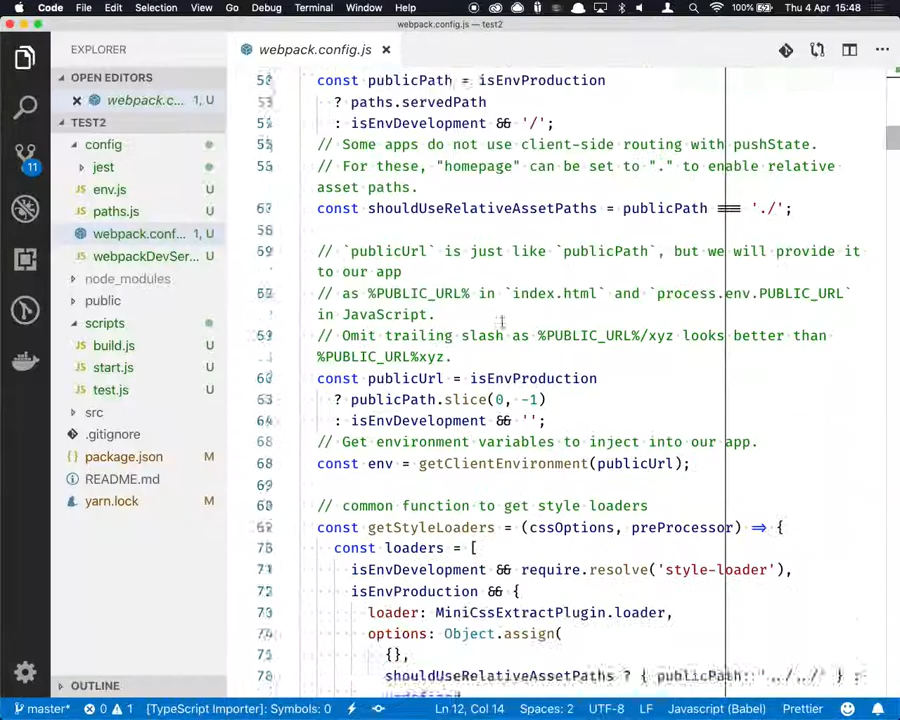 Code File Edit Selection View Go Debug Terminal Window Help 100% Thu 4 Apr 15:48
webpack.config.js — test2
EXPLORER
OPEN EDITORS
webpack.c... 1, U
TEST2
config
jest
env.js U
paths.js U
webpack.conf... 1, U
webpackDevSer... U
node_modules
public
scripts
build.js U
start.js U
test.js U
src
.gitignore
package.json M
README.md
yarn.lock M
OUTLINE
11
webpack.config.js
const publicPath = isEnvProduction
? paths.servedPath
: isEnvDevelopment && '/';
// Some apps do not use client-side routing with pushState.
// For these, "homepage" can be set to "." to enable relative
asset paths.
const shouldUseRelativeAssetPaths = publicPath === './';
// `publicUrl` is just like `publicPath`, but we will provide it
to our app
// as %PUBLIC_URL% in `index.html` and `process.env.PUBLIC_URL`
in JavaScript.
// Omit trailing slash as %PUBLIC_URL%/xyz looks better than
%PUBLIC_URL%xyz.
const publicUrl = isEnvProduction
? publicPath.slice(0, -1)
: isEnvDevelopment && '';
// Get environment variables to inject into our app.
68 const env = getClientEnvironment(publicUrl);
// common function to get style loaders
const getStyleLoaders = (cssOptions, preProcessor) => {
const loaders = [
isEnvDevelopment && require.resolve('style-loader'),
isEnvProduction && {
loader: MiniCssExtractPlugin.loader,
options: Object.assign(
{},
shouldUseRelativeAssetPaths ? { publicPath: '../../' } :
undefined
master* 0 1 [TypeScript Importer]: Symbols: 0 Ln 12, Col 14 Spaces: 2 UTF-8 LF JavaScript (Babel) Prettier